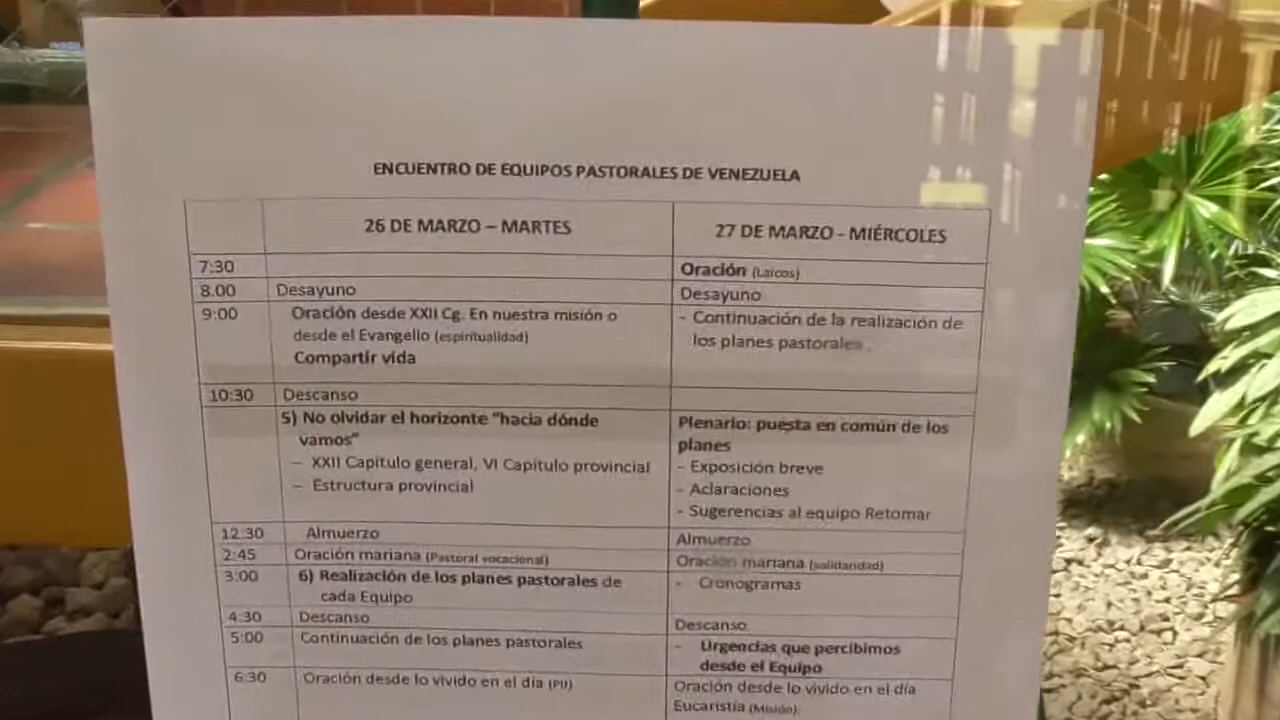 ENCUENTRO DE EQUIPOS PASTORALES DE VENEZUELA
26 DE MARZO – MARTES
27 DE MARZO - MIÉRCOLES
7:30
Oración (Laicos)
8.00
Desayuno
Desayuno
9:00
Oración desde XXII Cg. En nuestra misión o
desde el Evangelio (espiritualidad)
Compartir vida
- Continuación de la realización de
los planes pastorales .
10:30
Descanso
5) No olvidar el horizonte "hacia dónde
vamos"
– XXII Capítulo general, VI Capítulo provincial
– Estructura provincial
Plenario: puesta en común de los
planes
- Exposición breve
- Aclaraciones
- Sugerencias al equipo Retomar
12:30
Almuerzo
Almuerzo
2:45
Oración mariana (Pastoral vocacional)
Oración mariana (solidaridad)
3:00
6) Realización de los planes pastorales de
cada Equipo
- Cronogramas
4:30
Descanso
Descanso
5:00
Continuación de los planes pastorales
- Urgencias que percibimos
desde el Equipo
6:30
Oración desde lo vivido en el día (PIJ)
Oración desde lo vivido en el día
Eucaristía (Misión)